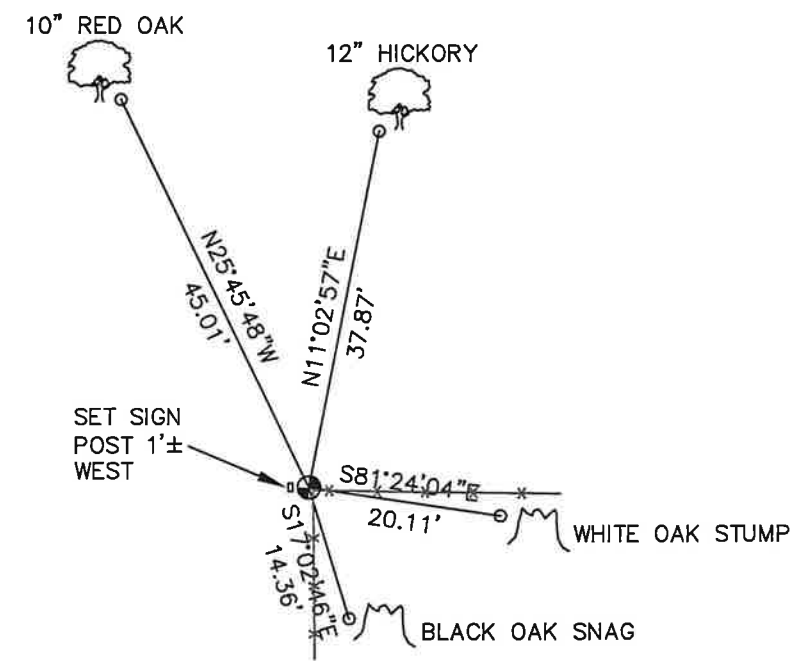 10" RED OAK
12" HICKORY
N25°45'48"W
45.01'
N11°02'57"E
37.87'
SET SIGN
POST 1'±
WEST
S81°24'04"E
20.11'
WHITE OAK STUMP
S17°02'46"E
14.36'
BLACK OAK SNAG